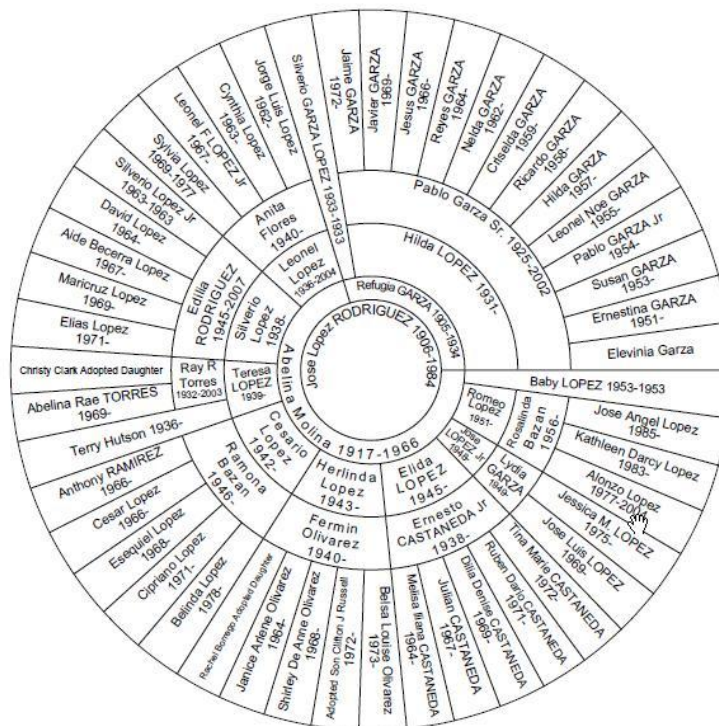 Jose Lopez RODRIGUEZ 1906-1984
Refugia GARZA 1905-1934
Silverio GARZA LOPEZ 1933-1933
Hilda LOPEZ 1931-
Pablo Garza Sr. 1925-2002
Jaime GARZA
1972-
Javier GARZA
1969-
Jesus GARZA
1966-
Reyes GARZA
1964-
Nelda GARZA
1962-
Criselda GARZA
1959-
Ricardo GARZA
1958-
Hilda GARZA
1957-
Leonel Noe GARZA
1955-
Pablo GARZA Jr
1954-
Susan GARZA
1953-
Ernestina GARZA
1951-
Elevinia Garza
Abelina Molina 1917-1966
Baby LOPEZ 1953-1953
Romeo
Lopez
1951-
Rosalinda
Bazan
1956-
Jose Angel Lopez
1985-
Kathleen Darcy Lopez
1983-
Alonzo Lopez
1977-2004
Jose
LOPEZ Jr
1948-
Lydia
GARZA
1949-
Jessica M. LOPEZ
1975-
Jose Luis LOPEZ
1969-
Elida
LOPEZ
1945-
Ernesto
CASTANEDA Jr
1938-
Tina Marie CASTANEDA
1972-
Ruben Dario CASTANEDA
1971-
Dilia Denise CASTANEDA
1969-
Julian CASTANEDA
1967-
Melisa Iliana CASTANEDA
1964-
Herlinda
Lopez
1943-
Fermin
Olivarez
1940-
Belsa Louise Olivarez
1973-
Adopted Son Clifton J Russell
1972-
Shirley De Anne Olivarez
1968-
Janice Arlene Olivarez
1964-
Rachel Borrego Adopted Daughter
Cesario
Lopez
1942-
Ramona
Bazan
1946-
Belinda Lopez
1978-
Cipriano Lopez
1971-
Esequiel Lopez
1968-
Cesar Lopez
1966-
Anthony RAMIREZ
1966-
Terry Hutson 1936-
Teresa
LOPEZ
1939-
Ray R
Torres
1932-2003
Abelina Rae TORRES
1969-
Christy Clark Adopted Daughter
Silverio
Lopez
1938-
Edilia
RODRIGUEZ
1945-2007
Elias Lopez
1971-
Maricruz Lopez
1969-
Aide Becerra Lopez
1967-
David Lopez
1964-
Silverio Lopez Jr
1963-1963
Leonel
Lopez
1936-2004
Anita
Flores
1940-
Sylvia Lopez
1969-1977
Leonel F LOPEZ Jr
1967-
Cynthia Lopez
1963-
Jorge Luis Lopez
1962-